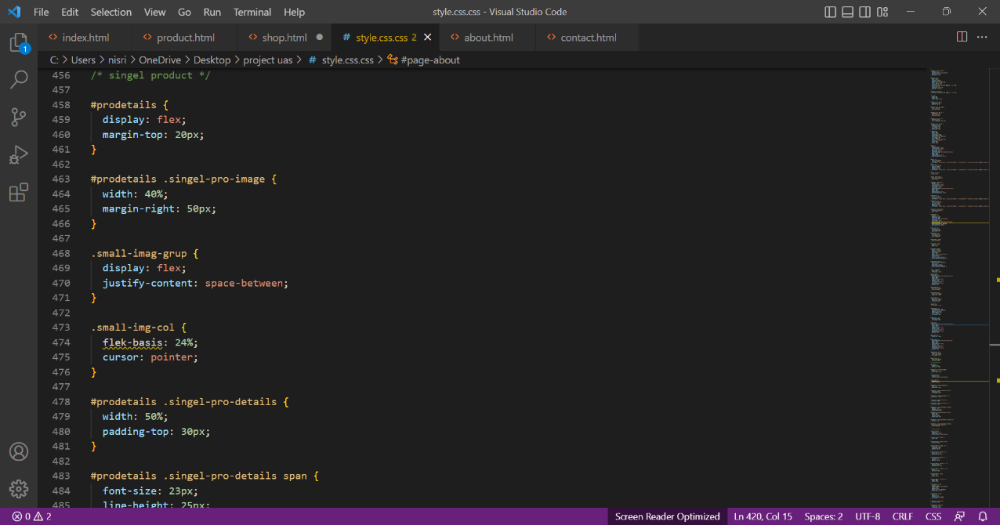 File Edit Selection View Go Run Terminal Help style.css.css - Visual Studio Code
index.html product.html shop.html style.css.css 2 about.html contact.html
C: > Users > nisri > OneDrive > Desktop > project uas > # style.css.css > #page-about
1
456 /* singel product */
457
458 #prodetails {
459 display: flex;
460 margin-top: 20px;
461 }
462
463 #prodetails .singel-pro-image {
464 width: 40%;
465 margin-right: 50px;
466 }
467
468 .small-imag-grup {
469 display: flex;
470 justify-content: space-between;
471 }
472
473 .small-img-col {
474 flek-basis: 24%;
475 cursor: pointer;
476 }
477
478 #prodetails .singel-pro-details {
479 width: 50%;
480 padding-top: 30px;
481 }
482
483 #prodetails .singel-pro-details span {
484 font-size: 23px;
485 line-height: 25px;
0 2 Screen Reader Optimized Ln 420, Col 15 Spaces: 2 UTF-8 CRLF CSS